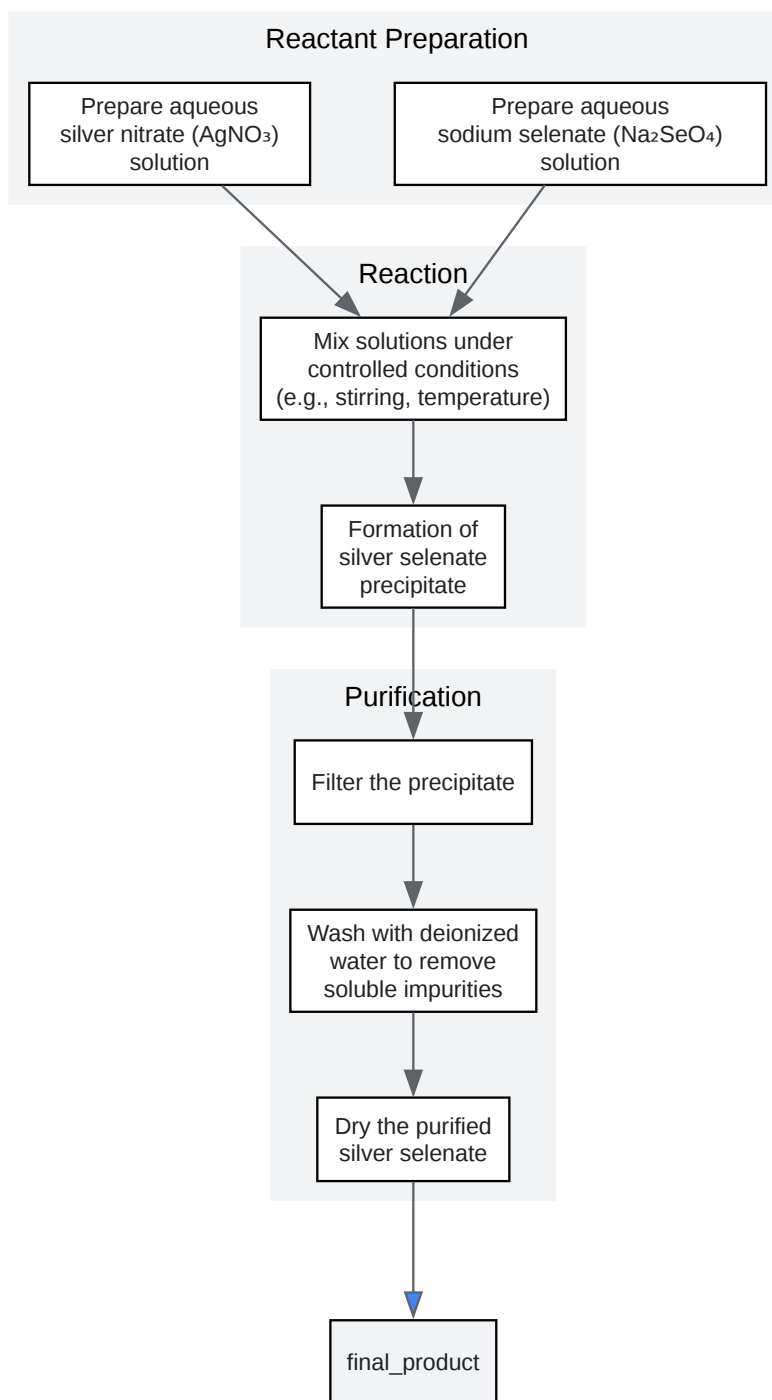 Reactant Preparation
Prepare aqueous
silver nitrate (AgNO₃)
solution
Prepare aqueous
sodium selenate (Na₂SeO₄)
solution
Reaction
Mix solutions under
controlled conditions
(e.g., stirring, temperature)
Formation of
silver selenate
precipitate
Purification
Filter the precipitate
Wash with deionized
water to remove
soluble impurities
Dry the purified
silver selenate
final_product